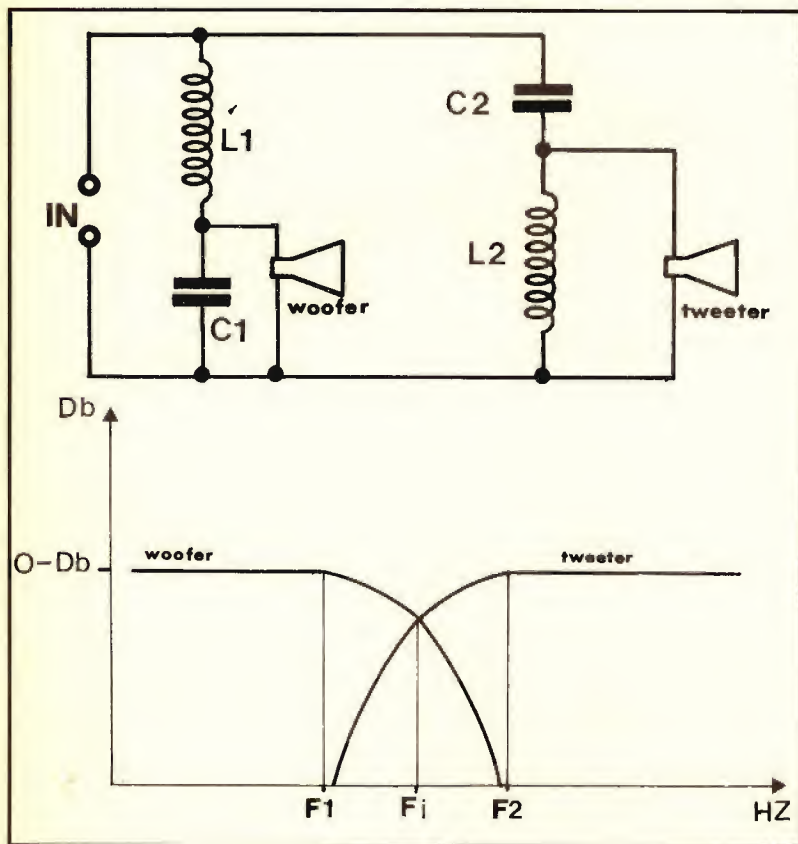 L1
C2
IN
L2
C1
woofer
tweeter
Db
O-Db
woofer
tweeter
F1
Fi
F2
HZ